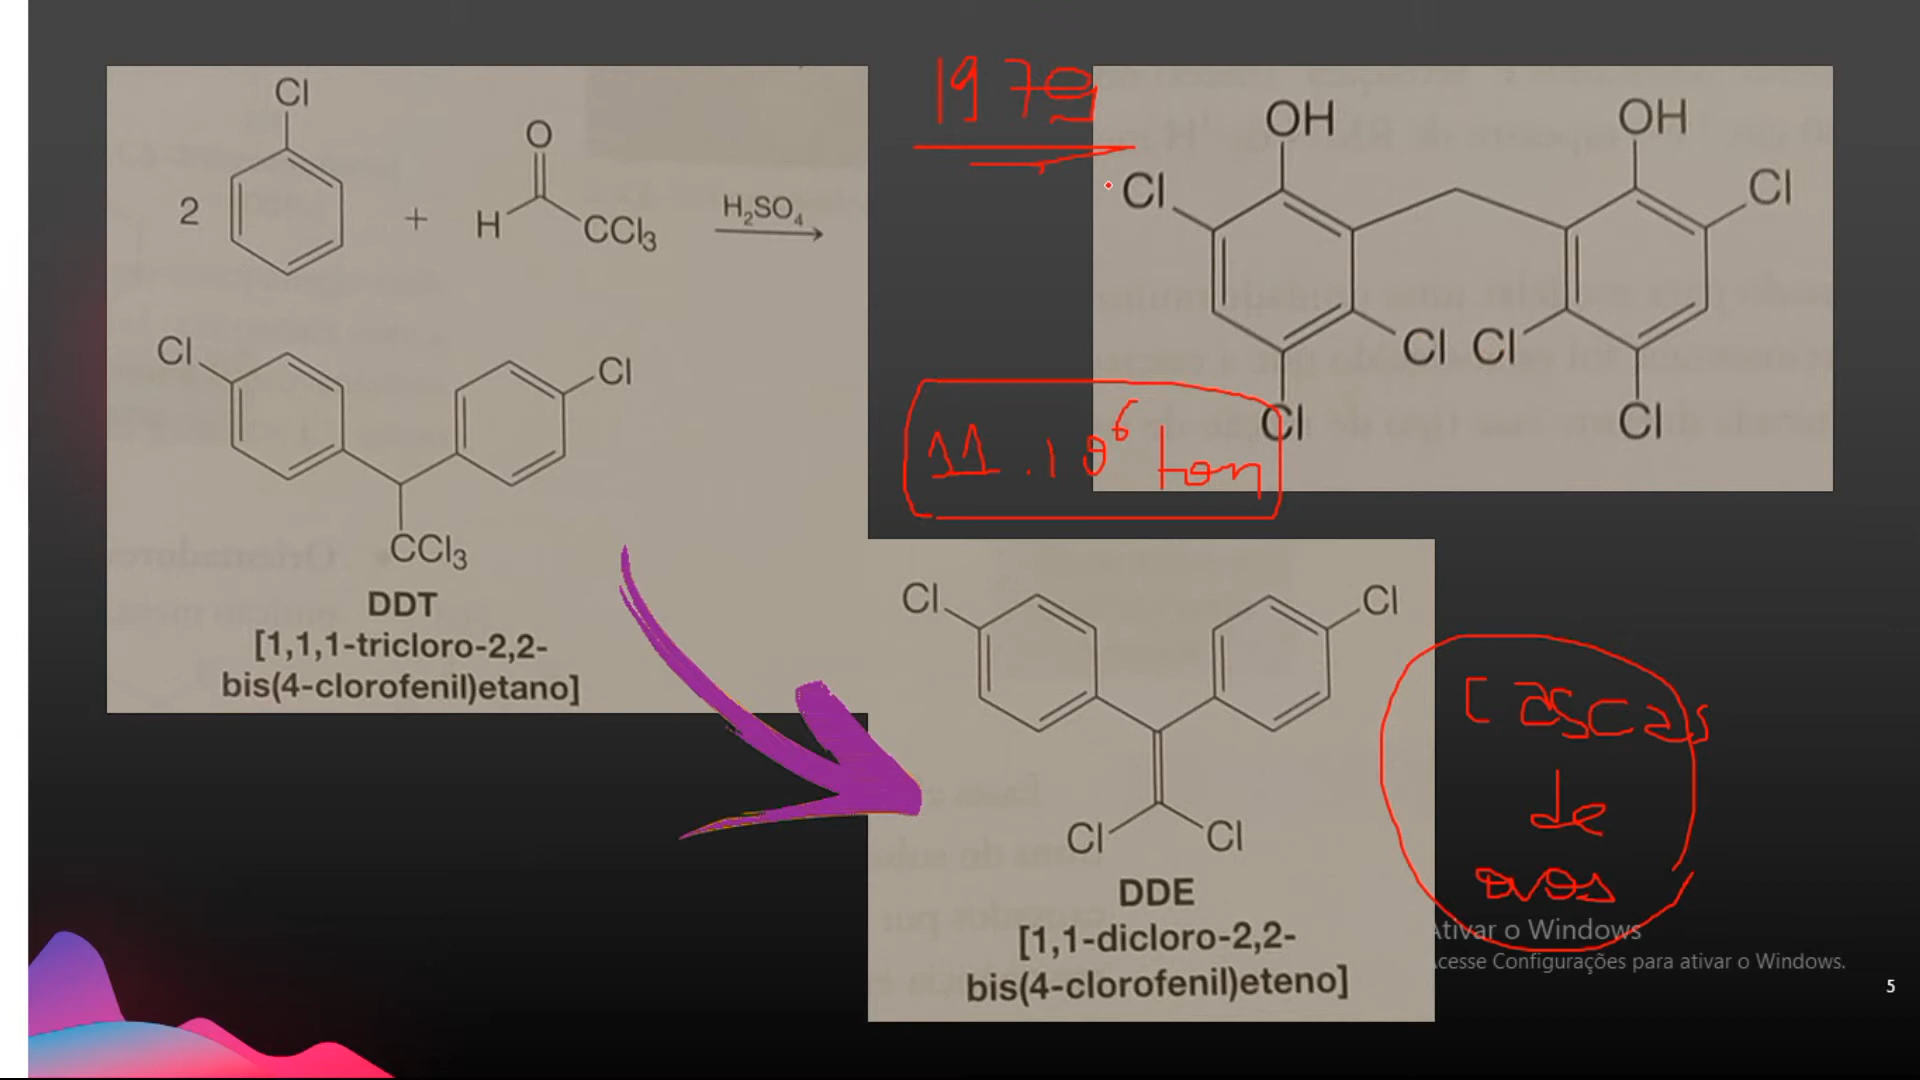 Cl
2
+
O
H
CCl3
H2SO4
Cl
Cl
CCl3
DDT
[1,1,1-tricloro-2,2-
bis(4-clorofenil)etano]
1979
OH
OH
Cl
Cl
Cl
Cl
Cl
Cl
11.10^6 ton
Cl
Cl
Cl
Cl
DDE
[1,1-dicloro-2,2-
bis(4-clorofenil)eteno]
Cascas
de
ovos
Ativar o Windows
Acesse Configurações para ativar o Windows.
5